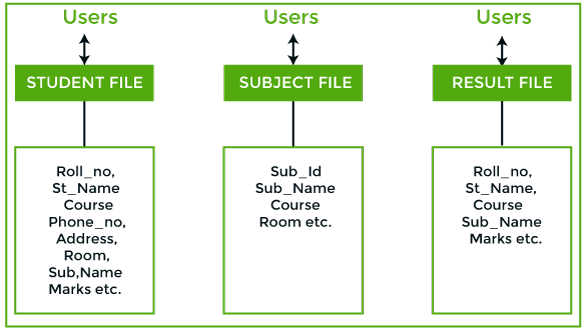 Users
STUDENT FILE
Roll_no,
St_Name
Course
Phone_no,
Address,
Room,
Sub,Name
Marks etc.
Users
SUBJECT FILE
Sub_Id
Sub_Name
Course
Room etc.
Users
RESULT FILE
Roll_no,
St_Name,
Course
Sub_Name
Marks etc.